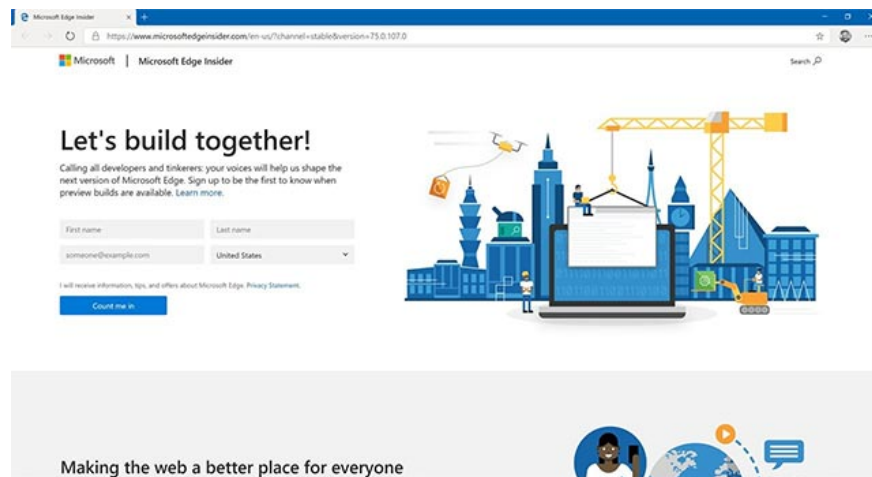 Microsoft Edge Insider
https://www.microsoftedgeinsider.com/en-us/?channel=stable&version=75.0.107.0
Microsoft | Microsoft Edge Insider
Search
Let's build together!
Calling all developers and tinkerers: your voices will help us shape the
next version of Microsoft Edge. Sign up to be the first to know when
preview builds are available. Learn more.
First name Last name
someone@example.com United States
I will receive information, tips, and offers about Microsoft Edge. Privacy Statement.
Count me in
Making the web a better place for everyone